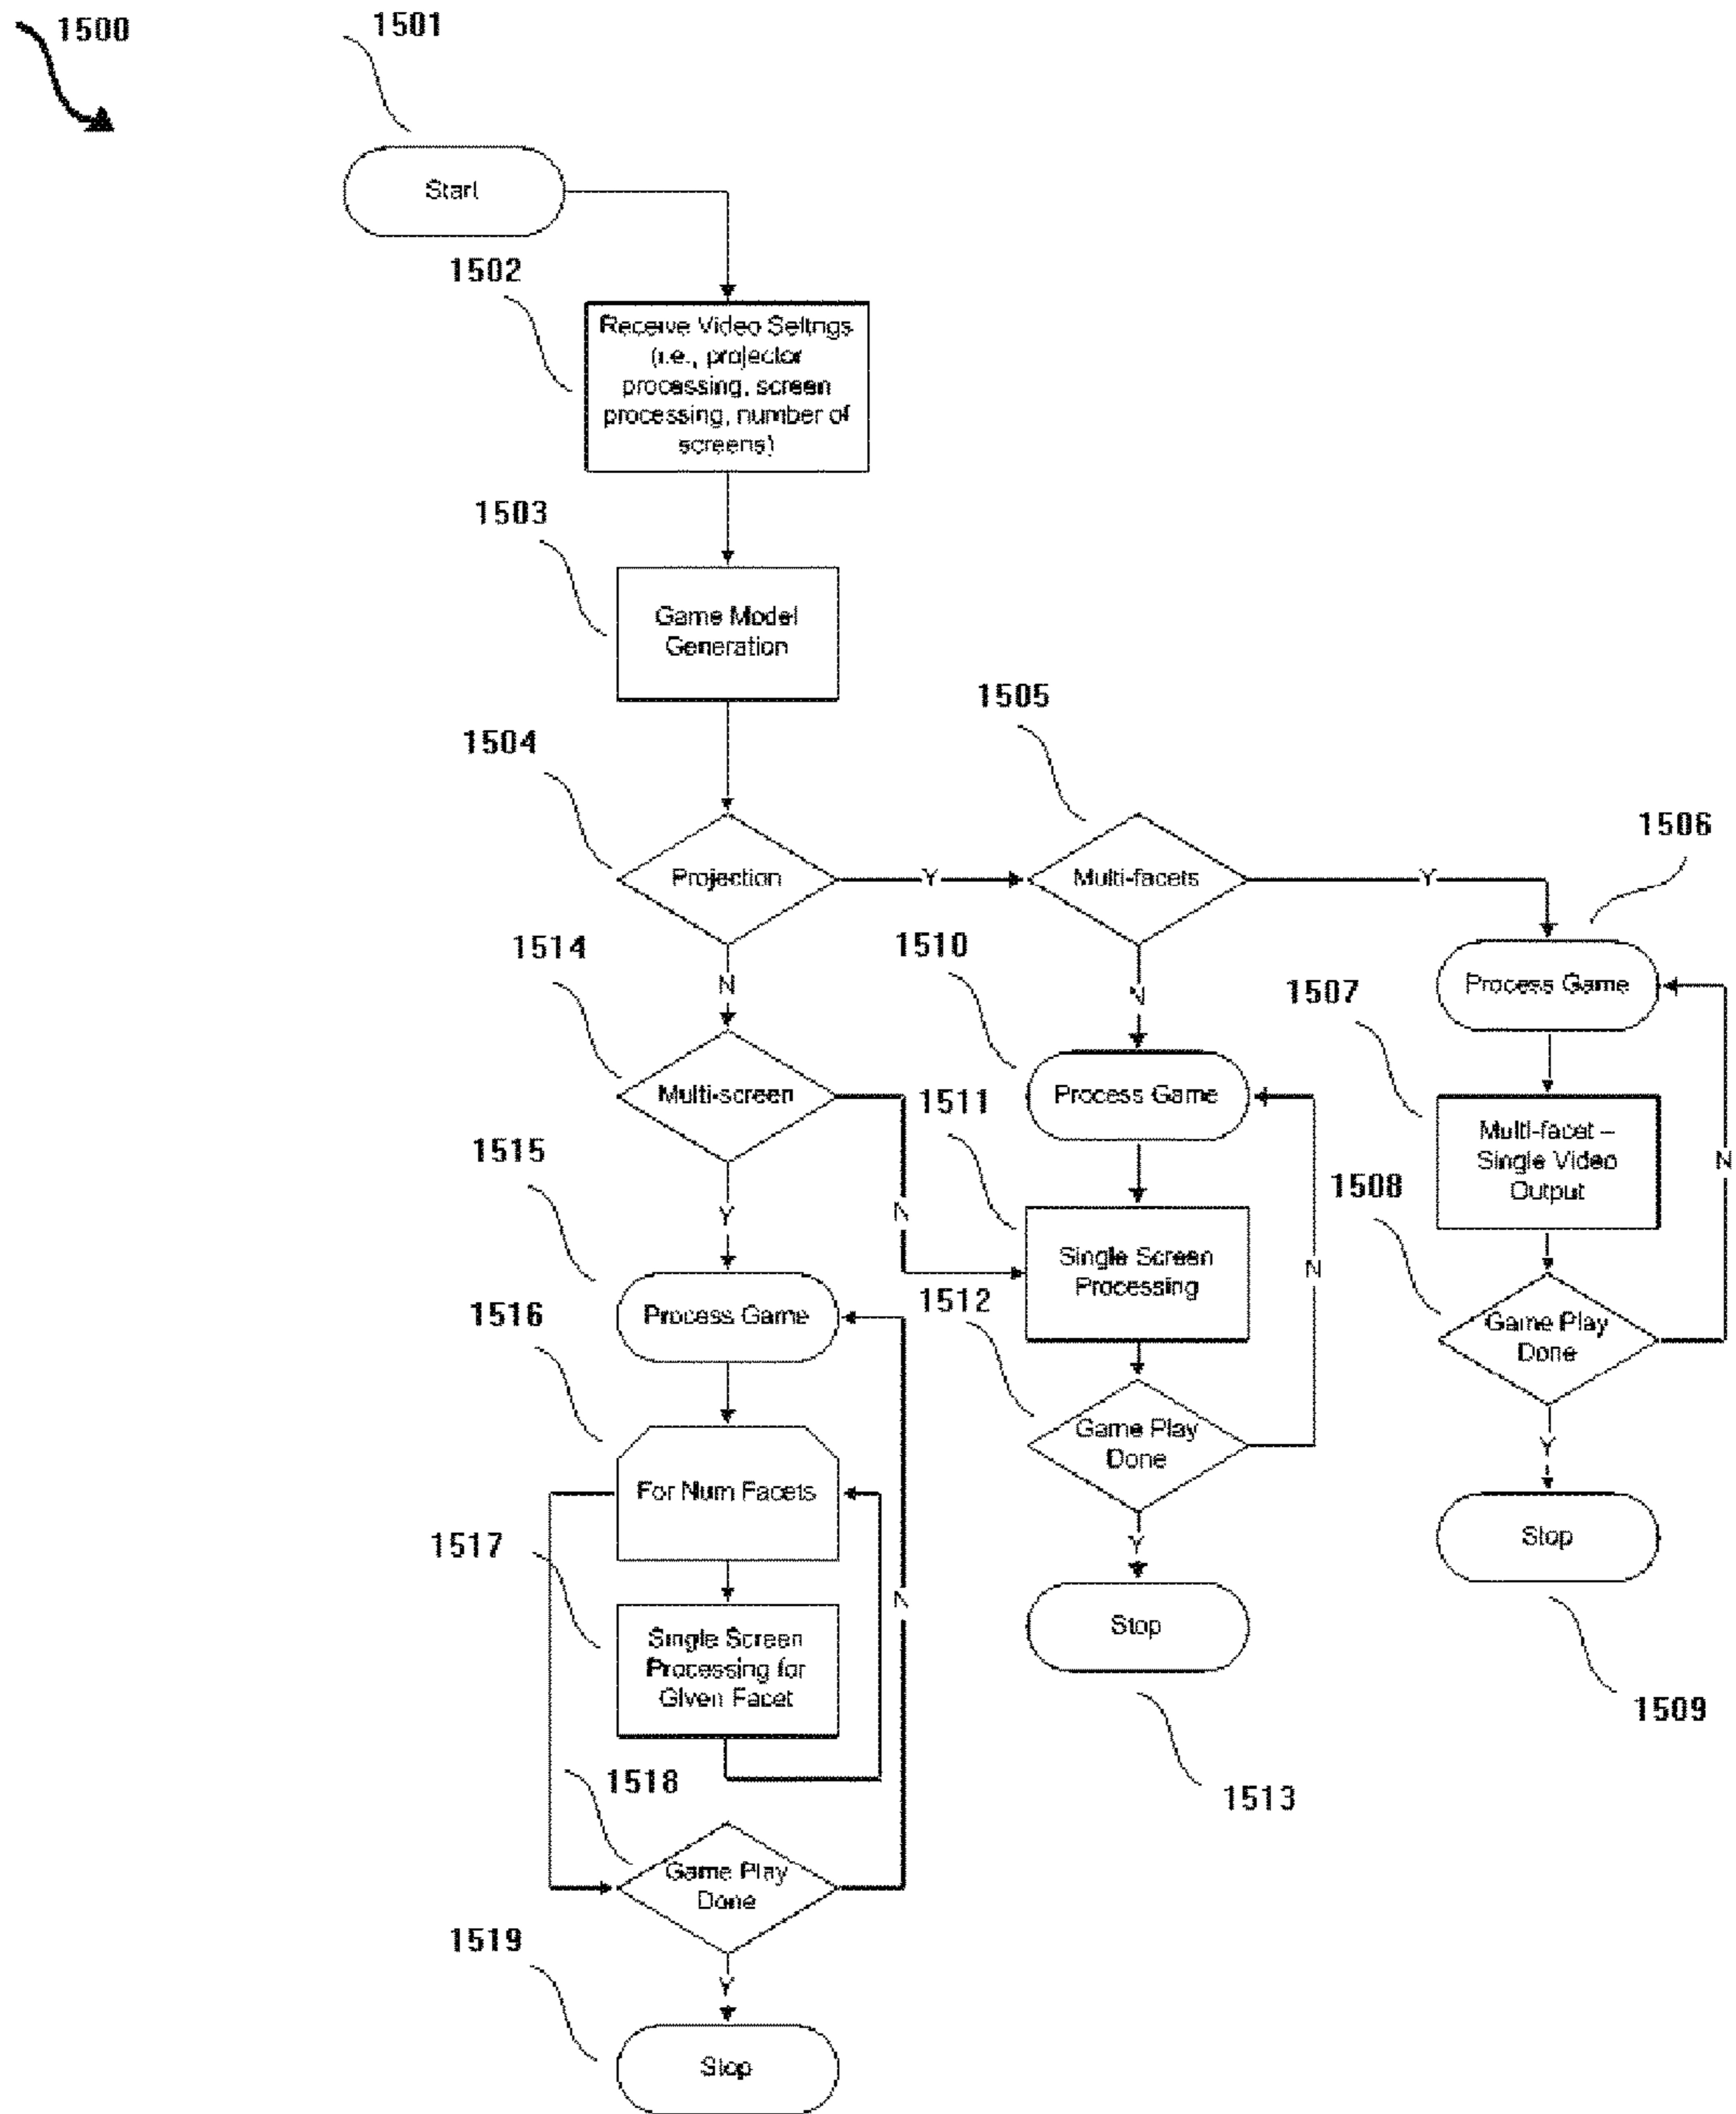 1500
1501
Start
1502
Receive Video Settings
(i.e., projector
processing, screen
processing, number of
screens)
1503
Game Model
Generation
1504
1505
1506
Projection
Y
Multi-facets
Y
N
N
1514
1510
1507
Process Game
Multi-screen
Process Game
1511
Multi-facet –
Single Video
Output
N
1515
Y
N
1508
Single Screen
Processing
N
1516
Process Game
1512
Game Play
Done
Game Play
Done
Y
For Num Facets
Y
Stop
1517
Single Screen
Processing for
Given Facet
N
Stop
1509
1518
1513
Game Play
Done
1519
Y
Stop